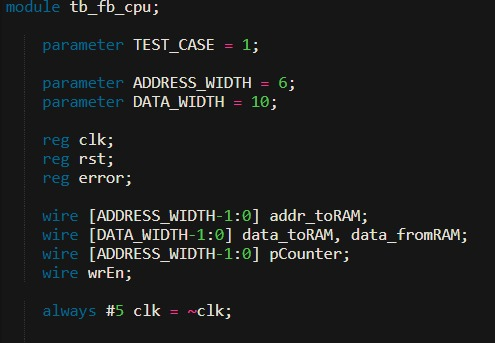 module tb_fb_cpu;
parameter TEST_CASE = 1;
parameter ADDRESS_WIDTH = 6;
parameter DATA_WIDTH = 10;
reg clk;
reg rst;
reg error;
wire [ADDRESS_WIDTH-1:0] addr_toRAM;
wire [DATA_WIDTH-1:0] data_toRAM, data_fromRAM;
wire [ADDRESS_WIDTH-1:0] pCounter;
wire wrEn;
always #5 clk = ~clk;